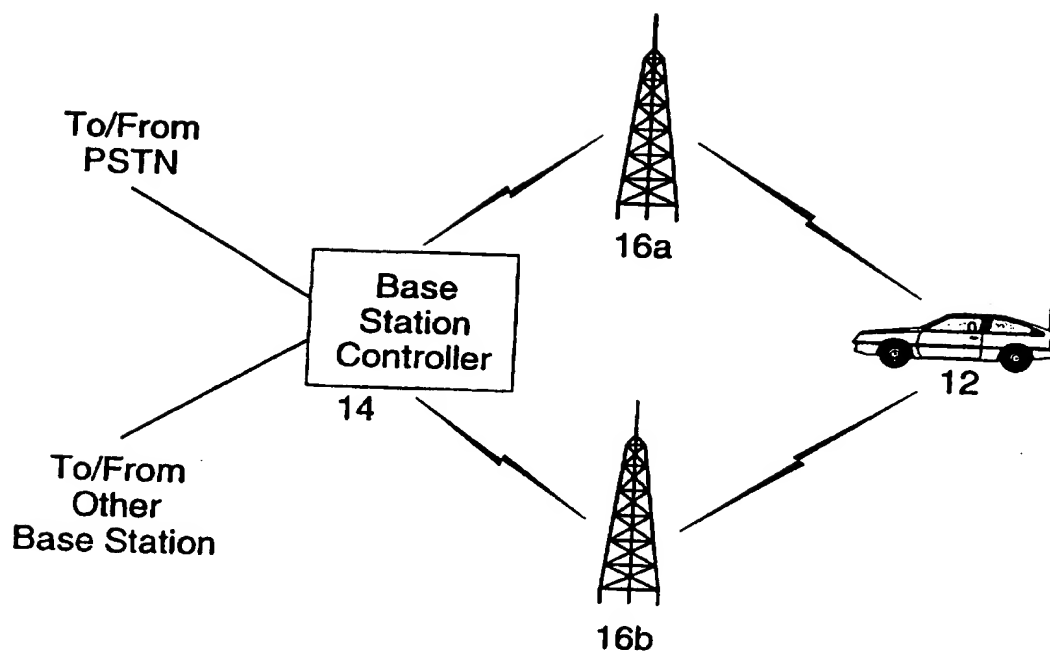 To/From
PSTN
16a
Base
Station
Controller
14
12
To/From
Other
Base Station
16b